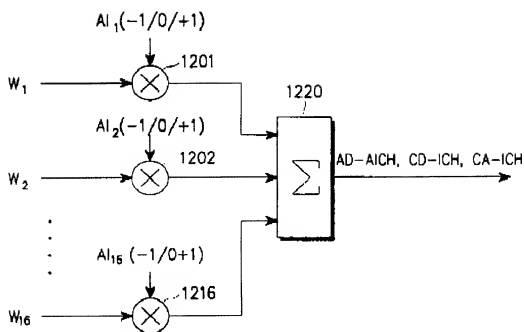 AI1(-1/0/+1)
1201
W1
1220
AI2(-1/0/+1)
1202
W2
Σ
AD-AICH, CD-ICH, CA-ICH
AI16(-1/0+1)
1216
W16